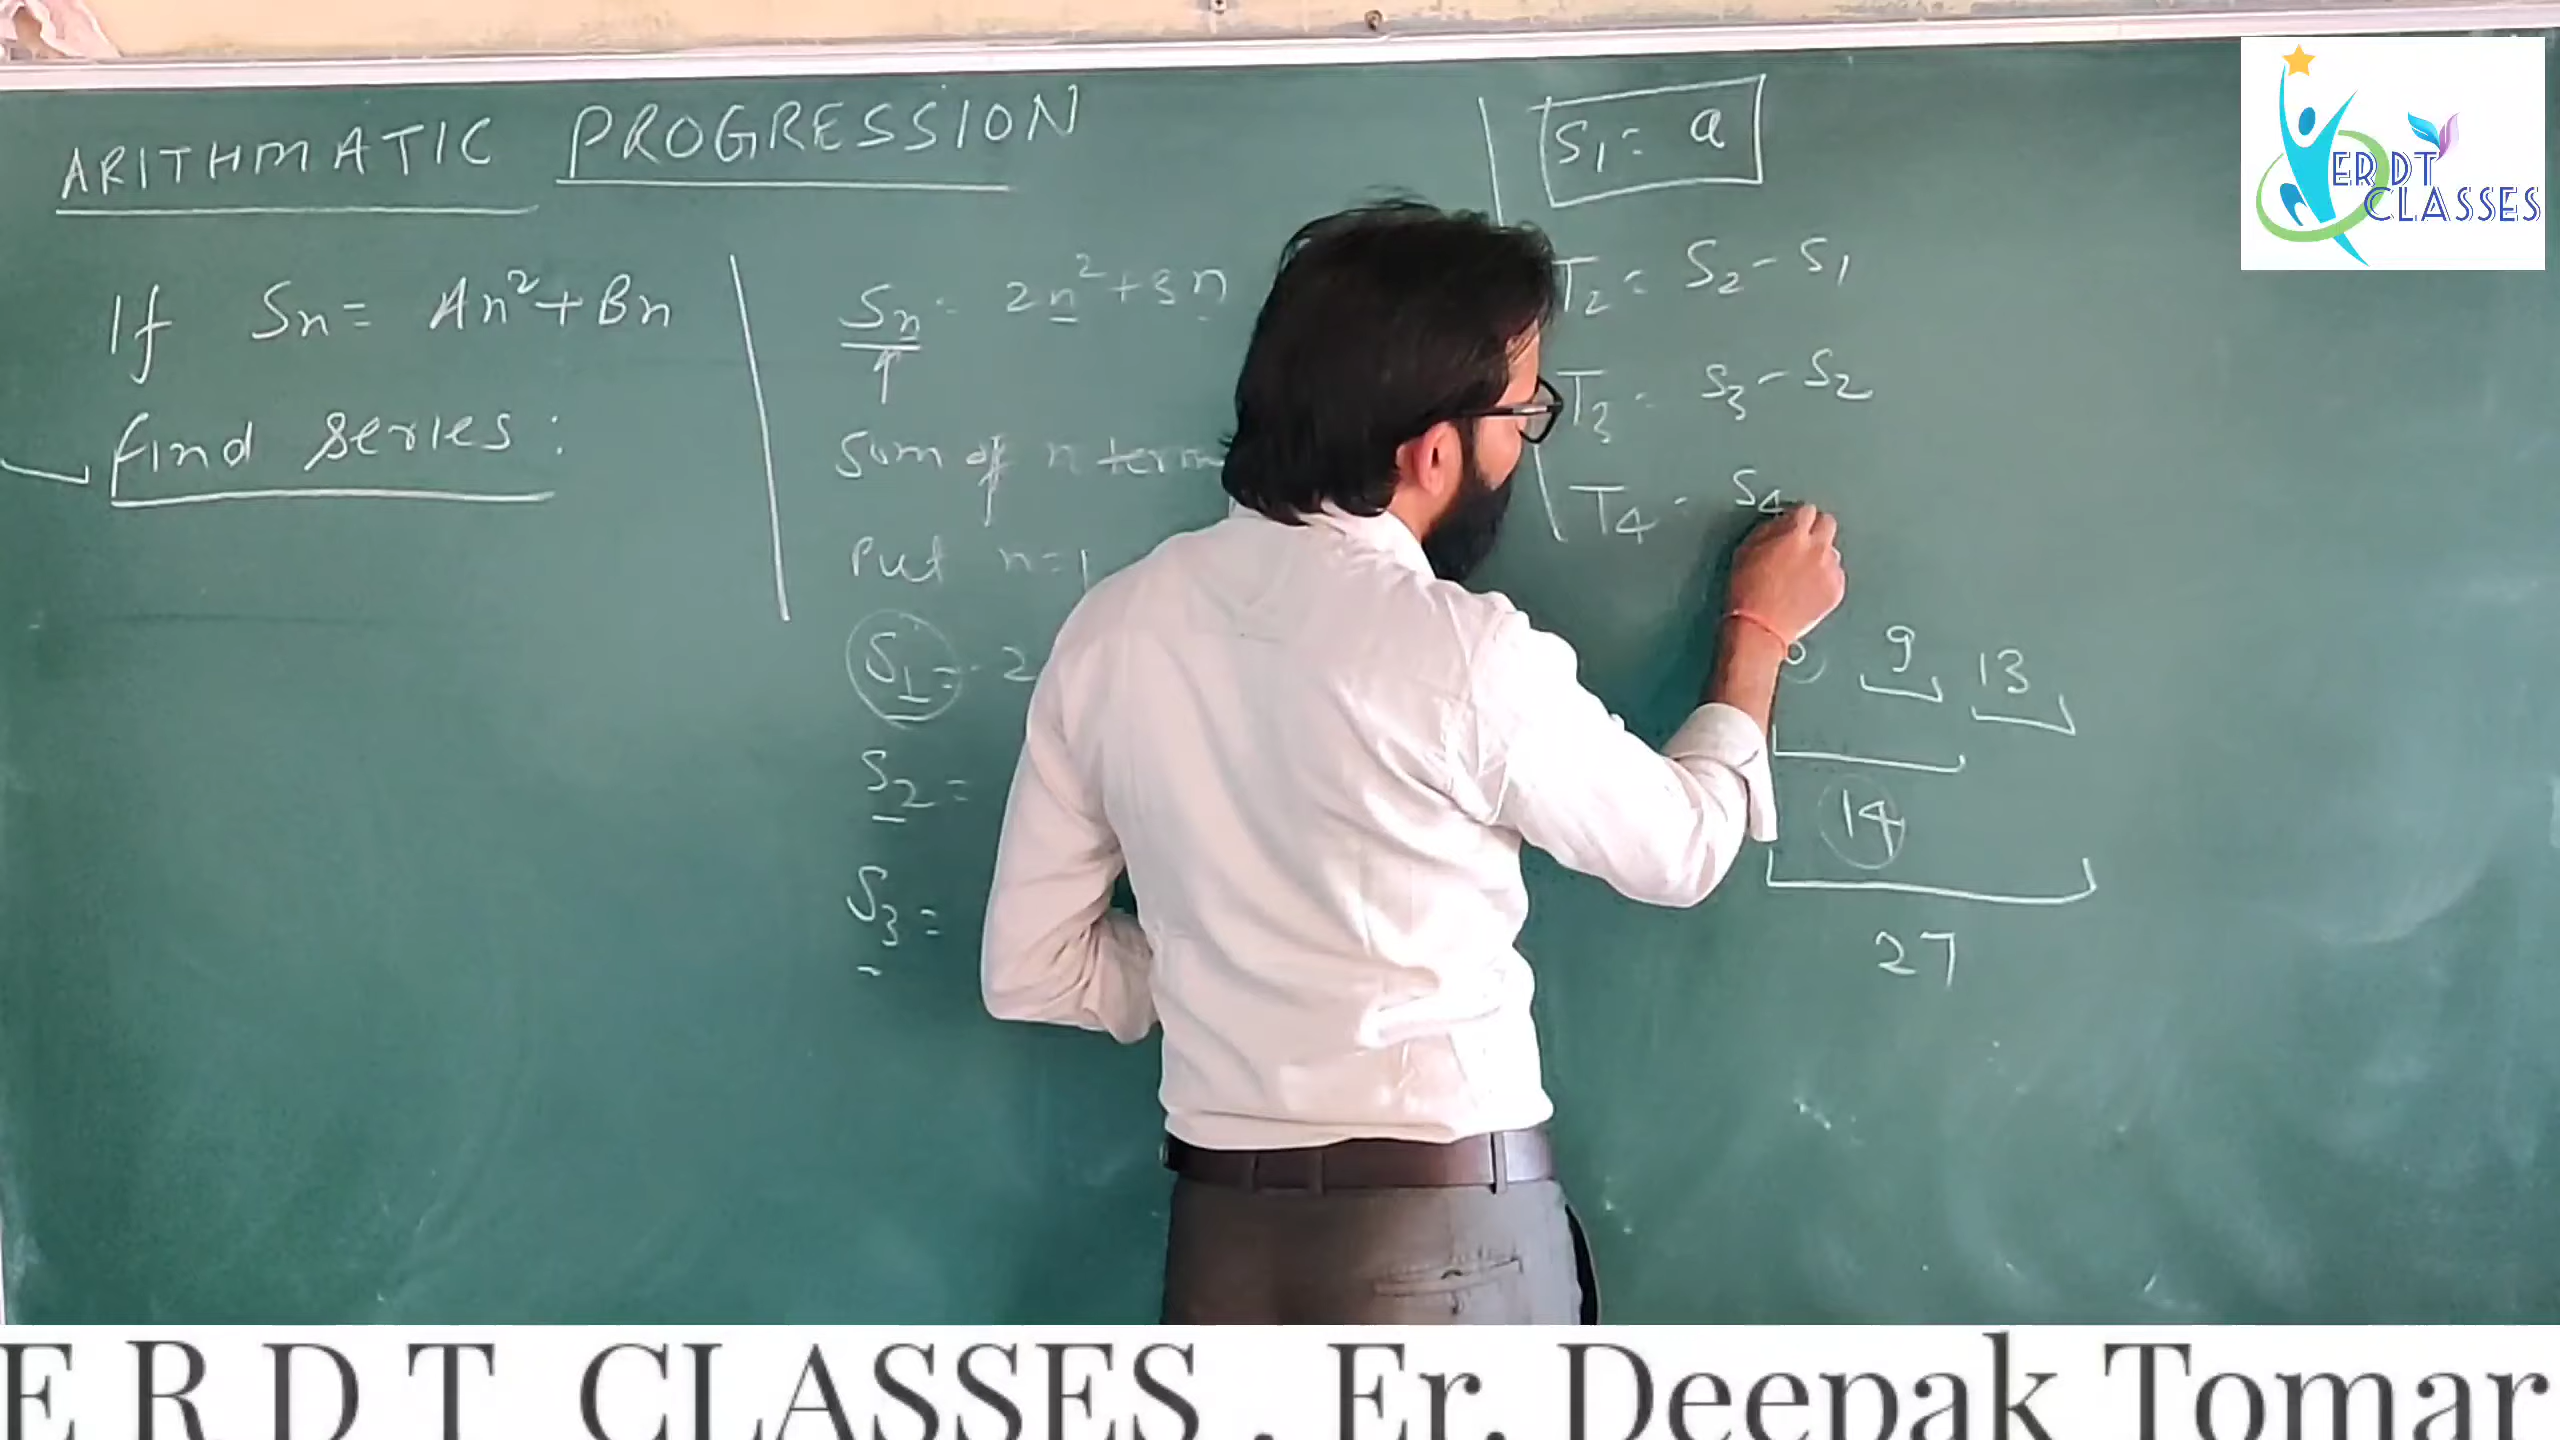 ARITHMATIC PROGRESSION
If Sn = An²+Bn
find series :
Sn = 2n²+3n
↑
Sum of n term
Put n=1
S1 = 2
S2 =
S3 =
S1 = a
T2 = S2 - S1
T3 = S3 - S2
T4 = S4
9 13
14
27
ER DT
CLASSES
E R D T CLASSES . Er. Deepak Tomar